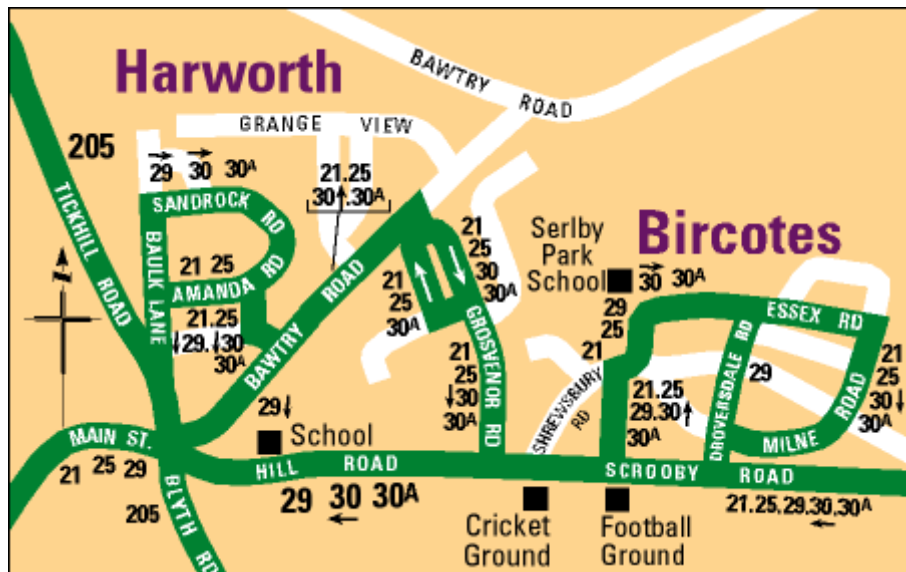 BAWTRY ROAD
Harworth
GRANGE VIEW
205
29 30 30A
21.25
30.30A
SANDROCK RD
TICKHILL ROAD
BAULK LANE
21 25
AMANDA RD
21.25
29. 30
30A
BAWTRY ROAD
N
21
25
30A
21
25
30
30A
Serlby
Park
School
Bircotes
30 30A
29
25
21
ESSEX RD
GROSVENOR RD
21
25
30
30A
SHREWSBURY RD
21.25
29.30
30A
DROVERSDALE RD
29
MILNE ROAD
21
25
30
30A
29
School
MAIN ST.
21 25 29
HILL ROAD
SCROOBY ROAD
29 30 30A
21.25.29.30.30A
205
BLYTH RD
Cricket
Ground
Football
Ground